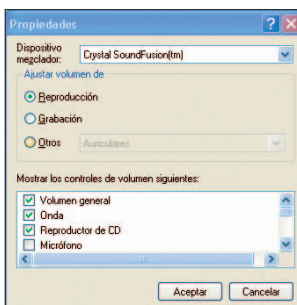 Propiedades
Dispositivo mezclador: Crystal SoundFusion(tm)
Ajustar volumen de
Reproducción
Grabación
Otros Auriculares
Mostrar los controles de volumen siguientes:
Volumen general
Onda
Reproductor de CD
Micrófono
Aceptar Cancelar